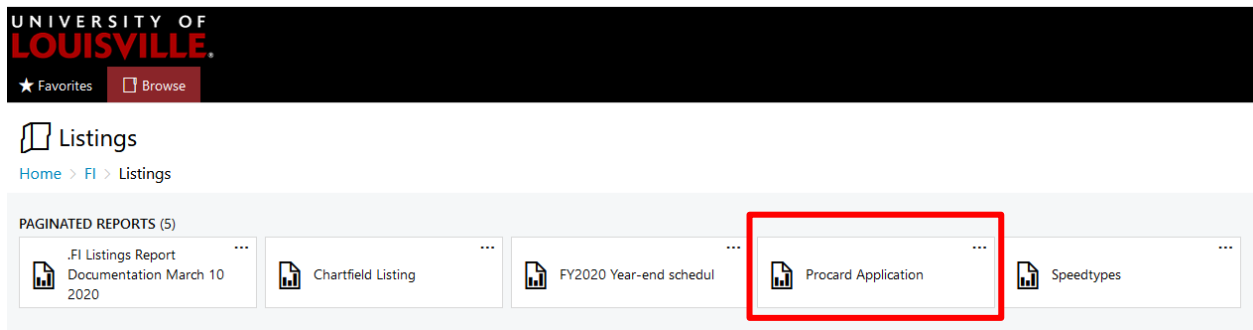 UNIVERSITY OF
LOUISVILLE.
Favorites
Browse
Listings
Home > FI > Listings
PAGINATED REPORTS (5)
.FI Listings Report
Documentation March 10
2020
Chartfield Listing
FY2020 Year-end schedul
Procard Application
Speedtypes